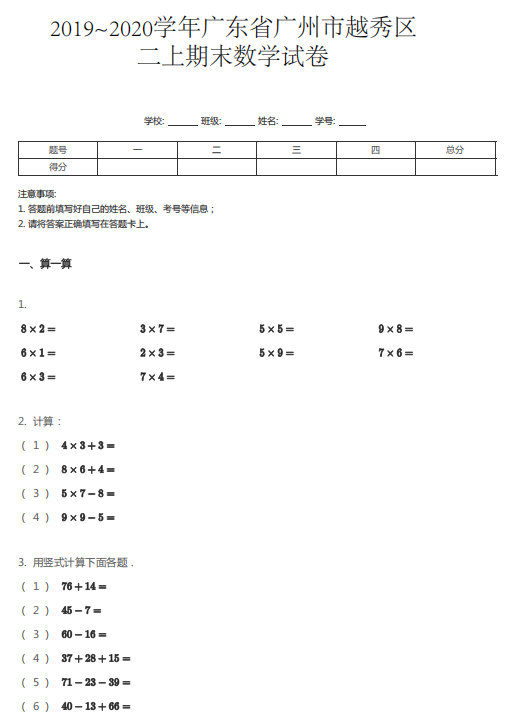 2019~2020学年广东省广州市越秀区
二上期末数学试卷
学校: ______ 班级: ______ 姓名: ______ 学号: ______
题号 一 二 三 四 总分
得分
注意事项:
1. 答题前填写好自己的姓名、班级、考号等信息；
2. 请将答案正确填写在答题卡上。
一、算一算
1.
8 × 2 = 3 × 7 = 5 × 5 = 9 × 8 =
6 × 1 = 2 × 3 = 5 × 9 = 7 × 6 =
6 × 3 = 7 × 4 =
2. 计算：
（ 1 ） 4 × 3 + 3 =
（ 2 ） 8 × 6 + 4 =
（ 3 ） 5 × 7 − 8 =
（ 4 ） 9 × 9 − 5 =
3. 用竖式计算下面各题．
（ 1 ） 76 + 14 =
（ 2 ） 45 − 7 =
（ 3 ） 60 − 16 =
（ 4 ） 37 + 28 + 15 =
（ 5 ） 71 − 23 − 39 =
（ 6 ） 40 − 13 + 66 =